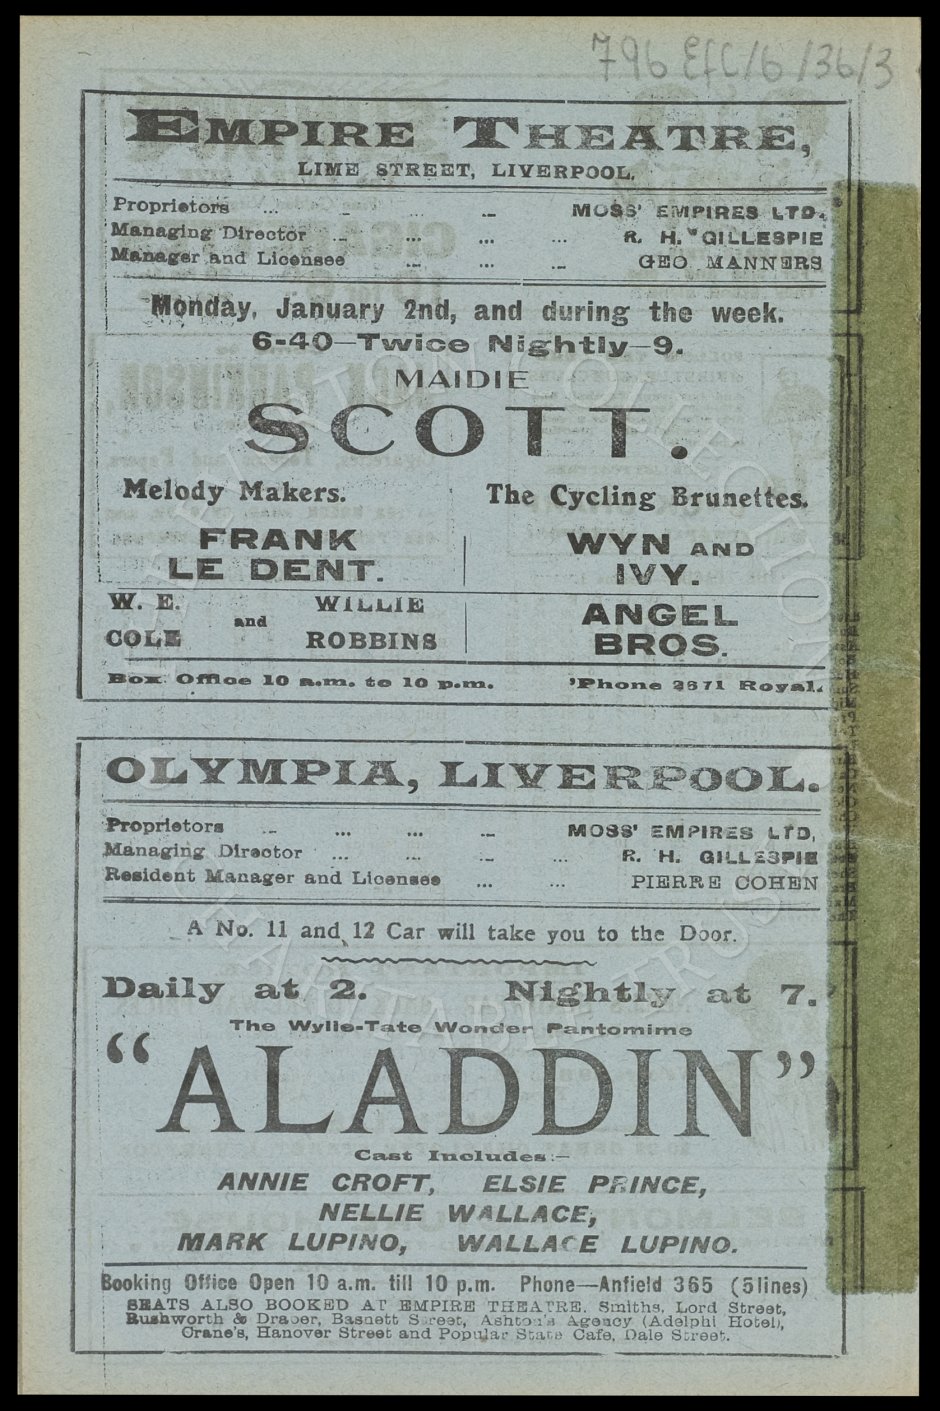 796 EFC/6/36/3
EMPIRE THEATRE,
LIME STREET, LIVERPOOL.
Proprietors ... ... ... MOSS' EMPIRES LTD.
Managing Director ... ... ... ... R. H. GILLESPIE
Manager and Licensee ... ... ... GEO MANNERS
Monday, January 2nd, and during the week.
6-40—Twice Nightly—9.
MAIDIE
SCOTT.
Melody Makers. The Cycling Brunettes.
FRANK LE DENT. WYN AND IVY.
W. E. COLE and WILLIE ROBBINS ANGEL BROS.
Box Office 10 a.m. to 10 p.m. 'Phone 2671 Royal.
OLYMPIA, LIVERPOOL.
Proprietors ... ... ... ... MOSS' EMPIRES LTD,
Managing Director ... ... ... ... R. H. GILLESPIE
Resident Manager and Licensee ... ... PIERRE COHEN
A No. 11 and 12 Car will take you to the Door.
Daily at 2. Nightly at 7.
The Wylie-Tate Wonder Pantomime
“ALADDIN”
Cast Includes:—
ANNIE CROFT, ELSIE PRINCE,
NELLIE WALLACE,
MARK LUPINO, WALLACE LUPINO.
Booking Office Open 10 a.m. till 10 p.m. Phone—Anfield 365 (5 lines)
SEATS ALSO BOOKED AT EMPIRE THEATRE. Smiths, Lord Street,
Rushworth & Draper, Basnett Street, Ashton's Agency (Adelphi Hotel),
Crane's, Hanover Street and Popular State Cafe, Dale Street.